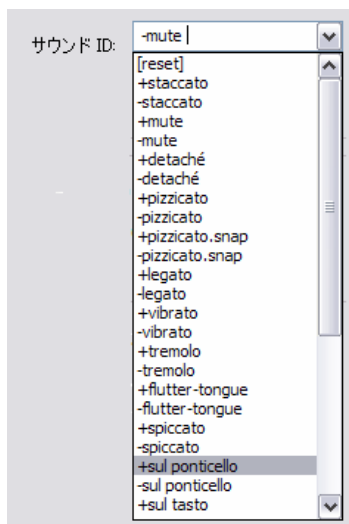 サウンド ID:
-mute
[reset]
+staccato
-staccato
+mute
-mute
+detaché
-detaché
+pizzicato
-pizzicato
+pizzicato.snap
-pizzicato.snap
+legato
-legato
+vibrato
-vibrato
+tremolo
-tremolo
+flutter-tongue
-flutter-tongue
+spiccato
-spiccato
+sul ponticello
-sul ponticello
+sul tasto